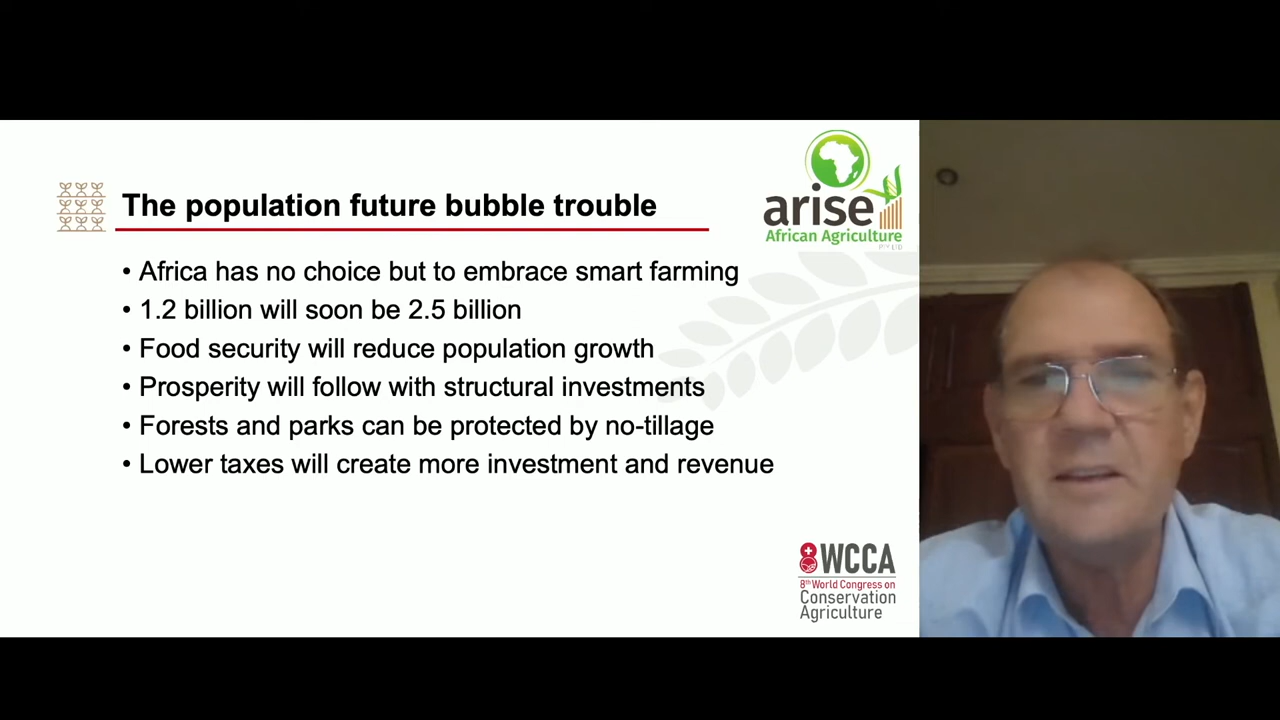 The population future bubble trouble
arise
African Agriculture
PTY LTD
• Africa has no choice but to embrace smart farming
• 1.2 billion will soon be 2.5 billion
• Food security will reduce population growth
• Prosperity will follow with structural investments
• Forests and parks can be protected by no-tillage
• Lower taxes will create more investment and revenue
8WCCA
8th World Congress on
Conservation
Agriculture